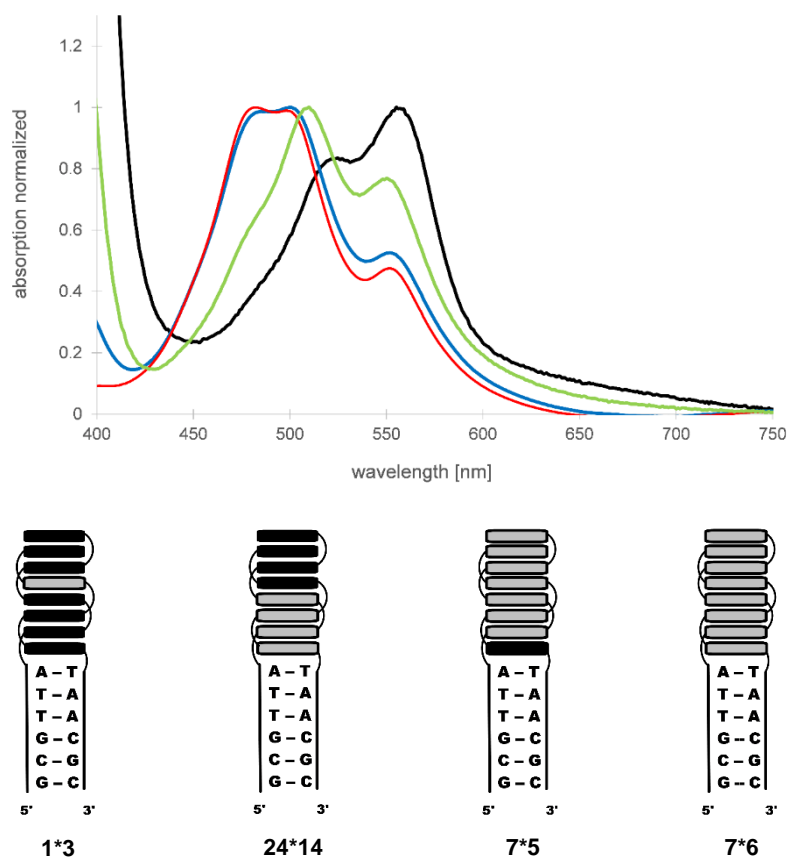 absorption normalized
1.2
1
0.8
0.6
0.4
0.2
0
400 450 500 550 600 650 700 750
wavelength [nm]
A – T A – T A – T A – T
T – A T – A T – A T – A
T – A T – A T – A T – A
G – C G – C G – C G -- C
C – G C – G C – G C – G
G – C G – C G – C G – C
5' 3' 5' 3' 5' 3' 5' 3'
1*3 24*14 7*5 7*6